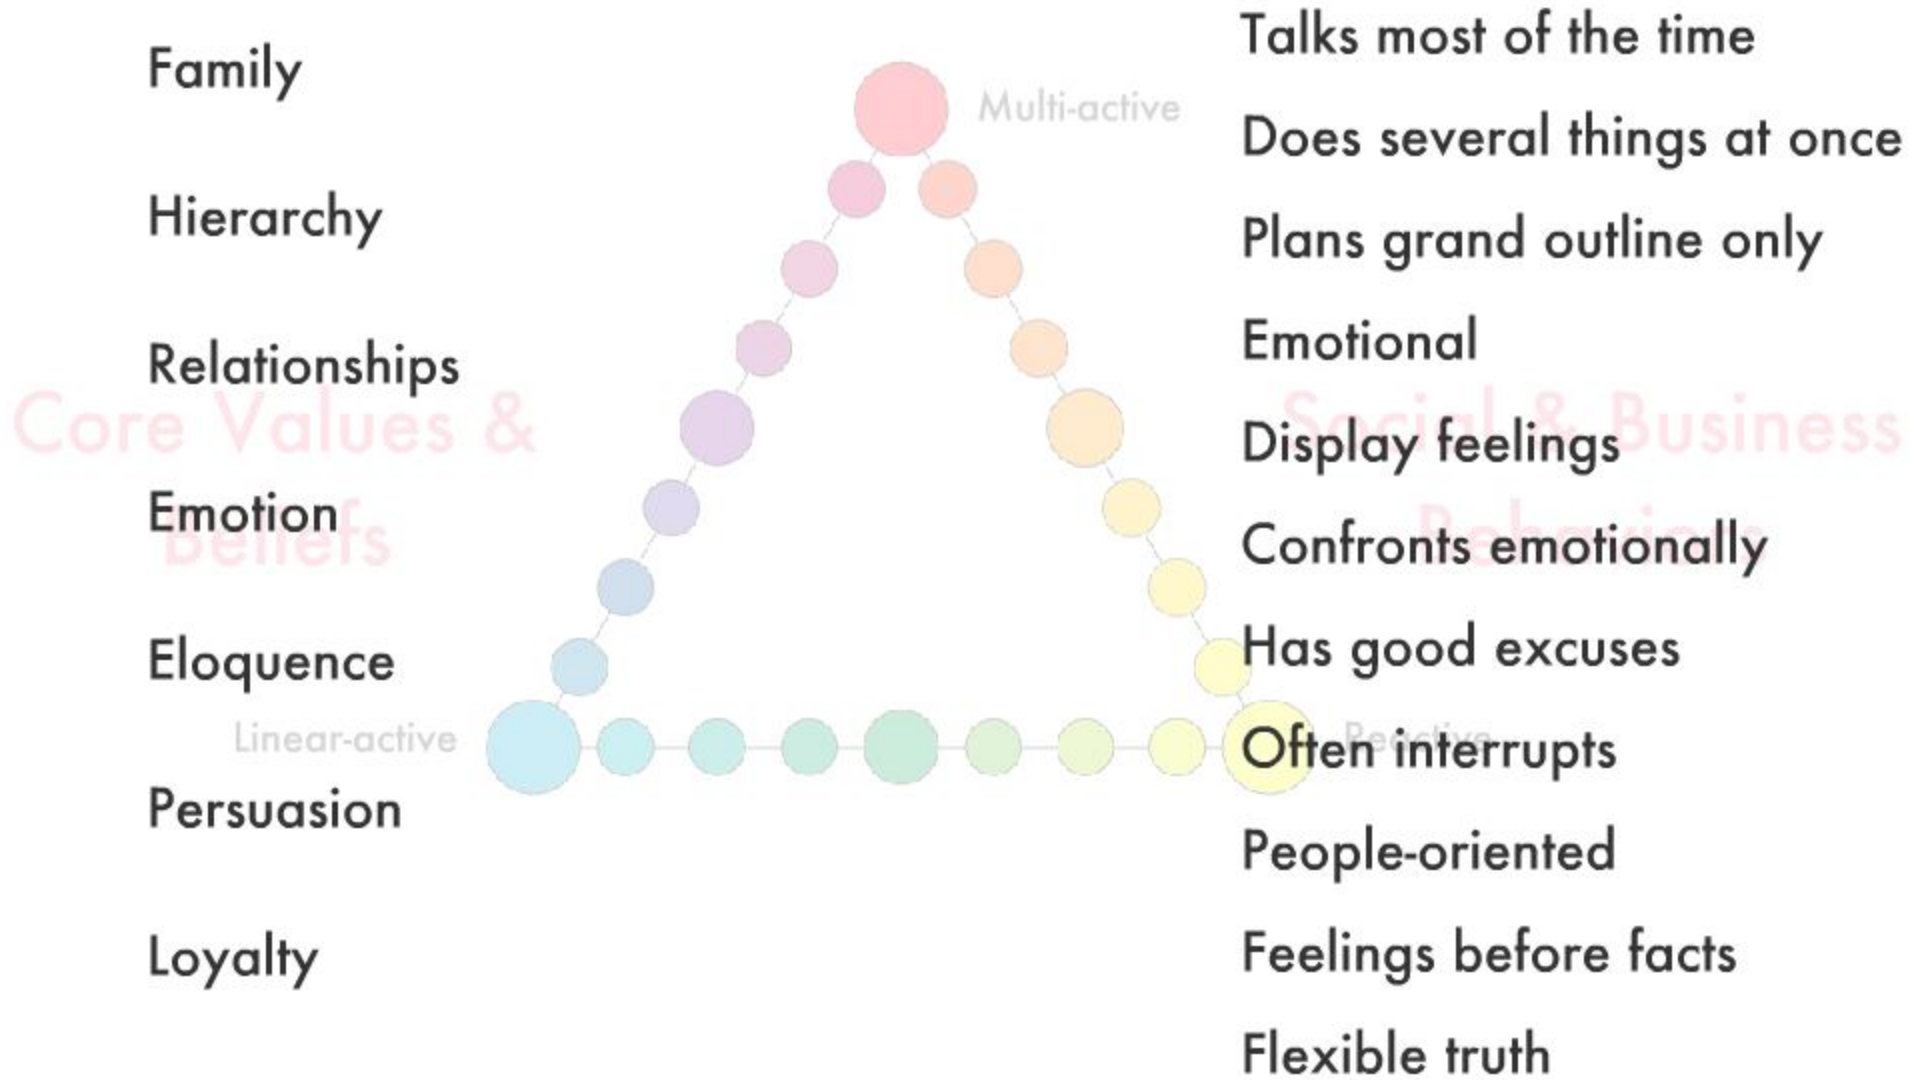 Family
Hierarchy
Relationships
Emotion
Eloquence
Persuasion
Loyalty
Core Values &
Beliefs
Multi-active
Linear-active
Reactive
Social & Business
Behaviors
Talks most of the time
Does several things at once
Plans grand outline only
Emotional
Display feelings
Confronts emotionally
Has good excuses
Often interrupts
People-oriented
Feelings before facts
Flexible truth